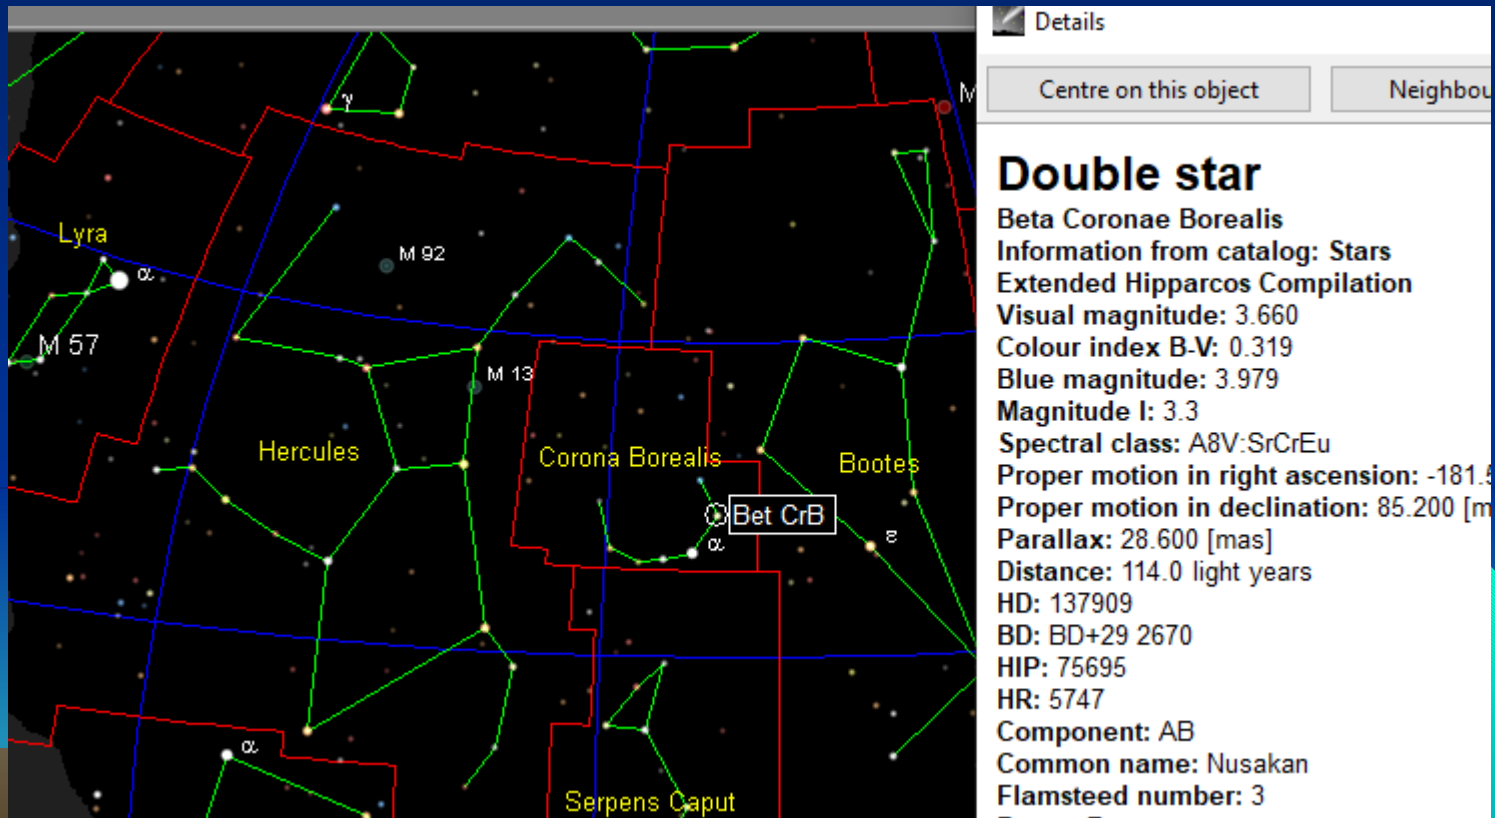 Details
Centre on this object
Neighbou
Double star
Beta Coronae Borealis
Information from catalog: Stars
Extended Hipparcos Compilation
Visual magnitude: 3.660
Colour index B-V: 0.319
Blue magnitude: 3.979
Magnitude I: 3.3
Spectral class: A8V:SrCrEu
Proper motion in right ascension: -181.5
Proper motion in declination: 85.200 [m
Parallax: 28.600 [mas]
Distance: 114.0 light years
HD: 137909
BD: BD+29 2670
HIP: 75695
HR: 5747
Component: AB
Common name: Nusakan
Flamsteed number: 3
γ
M
Lyra
α
M 92
M 57
M 13
Hercules
Corona Borealis
Bootes
Bet CrB
α
ε
α
Serpens Caput